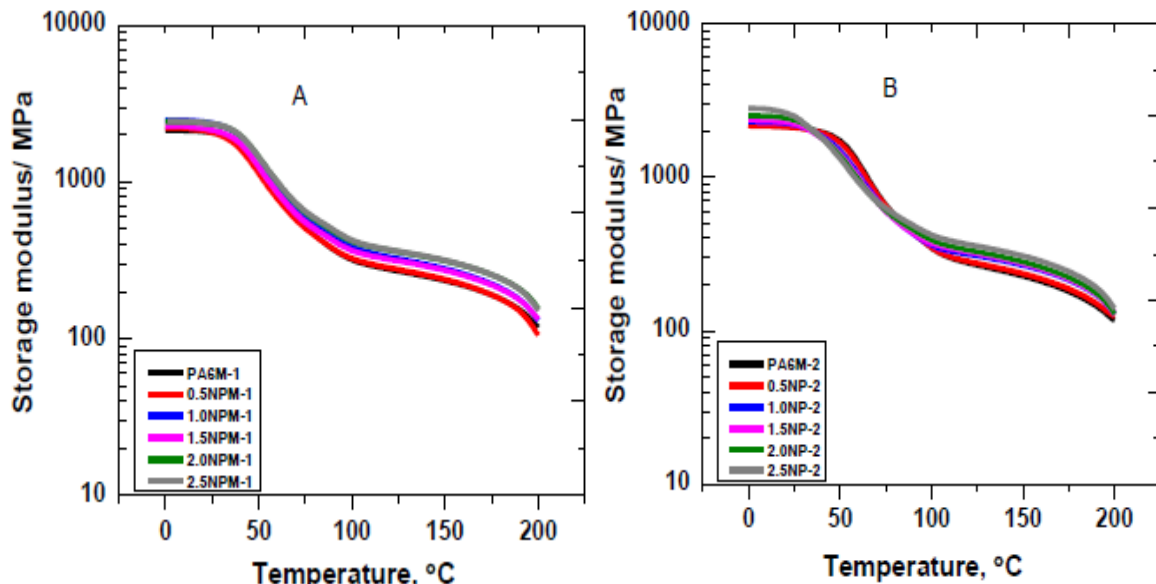 A
Storage modulus/ MPa
10000
1000
100
10
PA6M-1
0.5NPM-1
1.0NPM-1
1.5NPM-1
2.0NPM-1
2.5NPM-1
0
50
100
150
200
Temperature, °C
B
Storage modulus/ MPa
10000
1000
100
10
PA6M-2
0.5NP-2
1.0NP-2
1.5NP-2
2.0NP-2
2.5NP-2
0
50
100
150
200
Temperature, °C